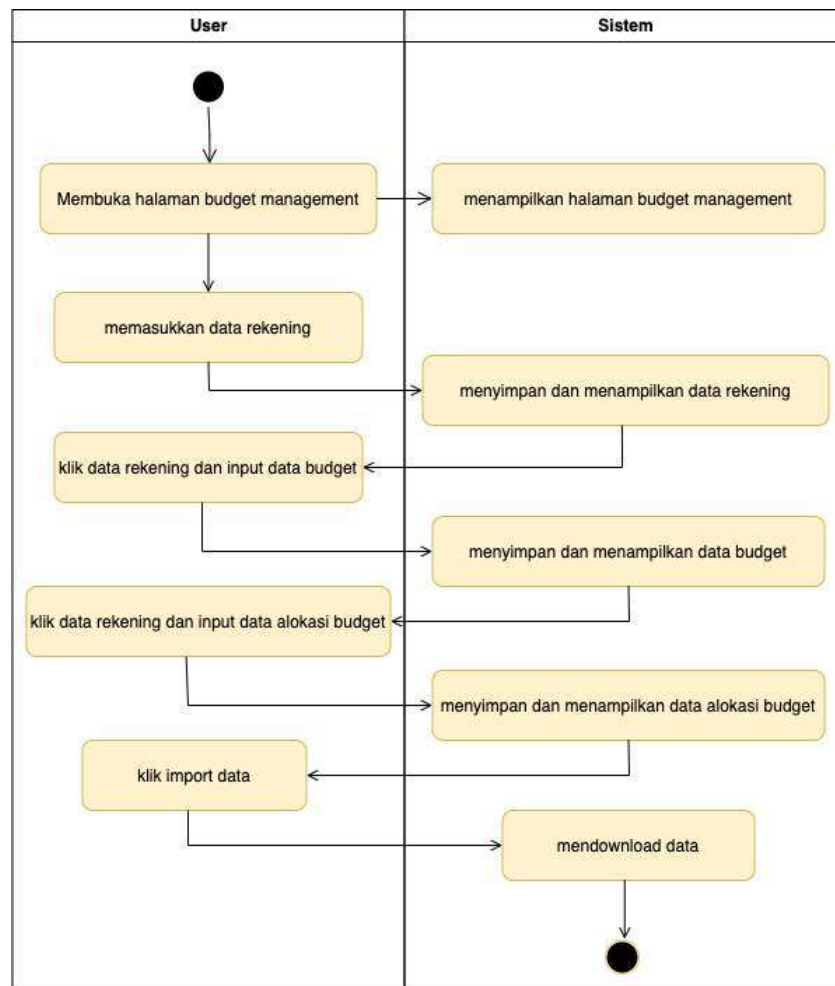 User
Sistem
Membuka halaman budget management
menampilkan halaman budget management
memasukkan data rekening
menyimpan dan menampilkan data rekening
klik data rekening dan input data budget
menyimpan dan menampilkan data budget
klik data rekening dan input data alokasi budget
menyimpan dan menampilkan data alokasi budget
klik import data
mendownload data